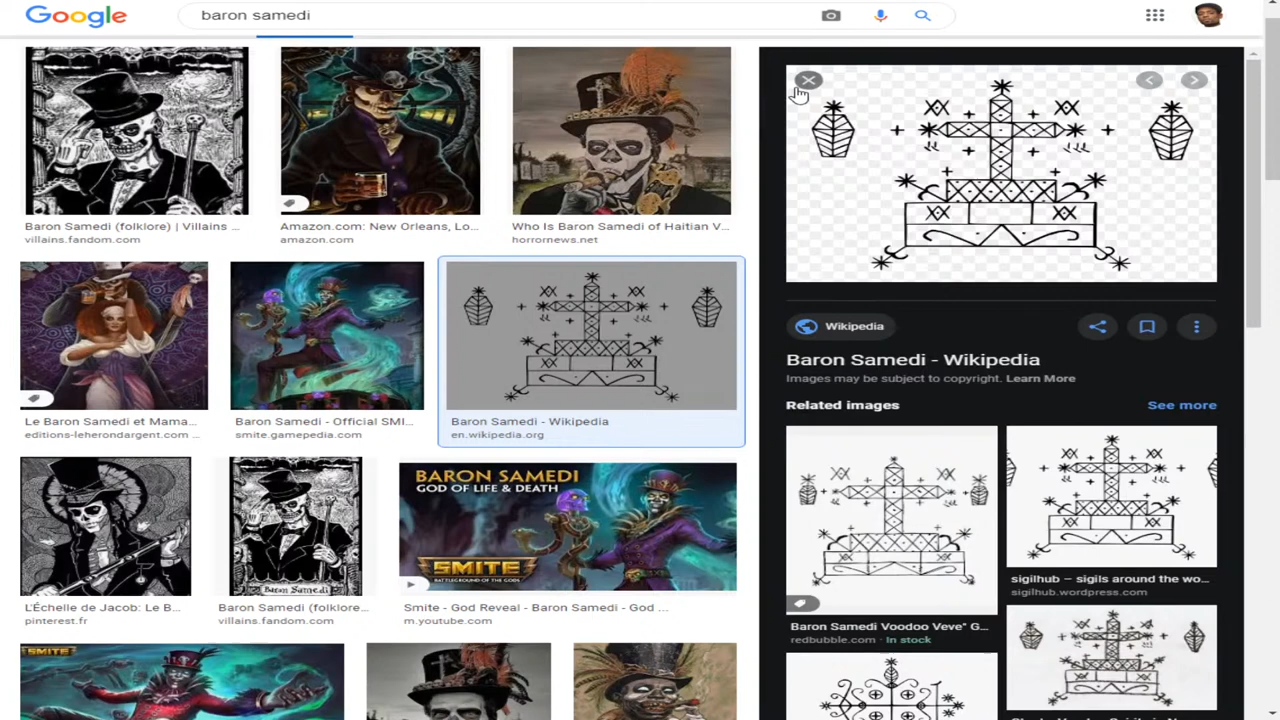 Google
baron samedi
Baron Samedi (folklore) | Villains ...
villains.fandom.com
Amazon.com: New Orleans, Lo...
amazon.com
Who Is Baron Samedi of Haitian V...
horrornews.net
Le Baron Samedi et Mama...
editions-leherondargent.com ...
Baron Samedi - Official SMI...
smite.gamepedia.com
Baron Samedi - Wikipedia
en.wikipedia.org
Baron Samedi
BARON SAMEDI
GOD OF LIFE & DEATH
SMITE
BATTLEGROUND OF THE GODS
L'Échelle de Jacob: Le B...
pinterest.fr
Baron Samedi (folklore...
villains.fandom.com
Smite - God Reveal - Baron Samedi - God ...
m.youtube.com
SMITE
Wikipedia
Baron Samedi - Wikipedia
Images may be subject to copyright. Learn More
Related images
See more
Baron Samedi Voodoo Veve" G...
redbubble.com · In stock
sigilhub – sigils around the wo...
sigilhub.wordpress.com